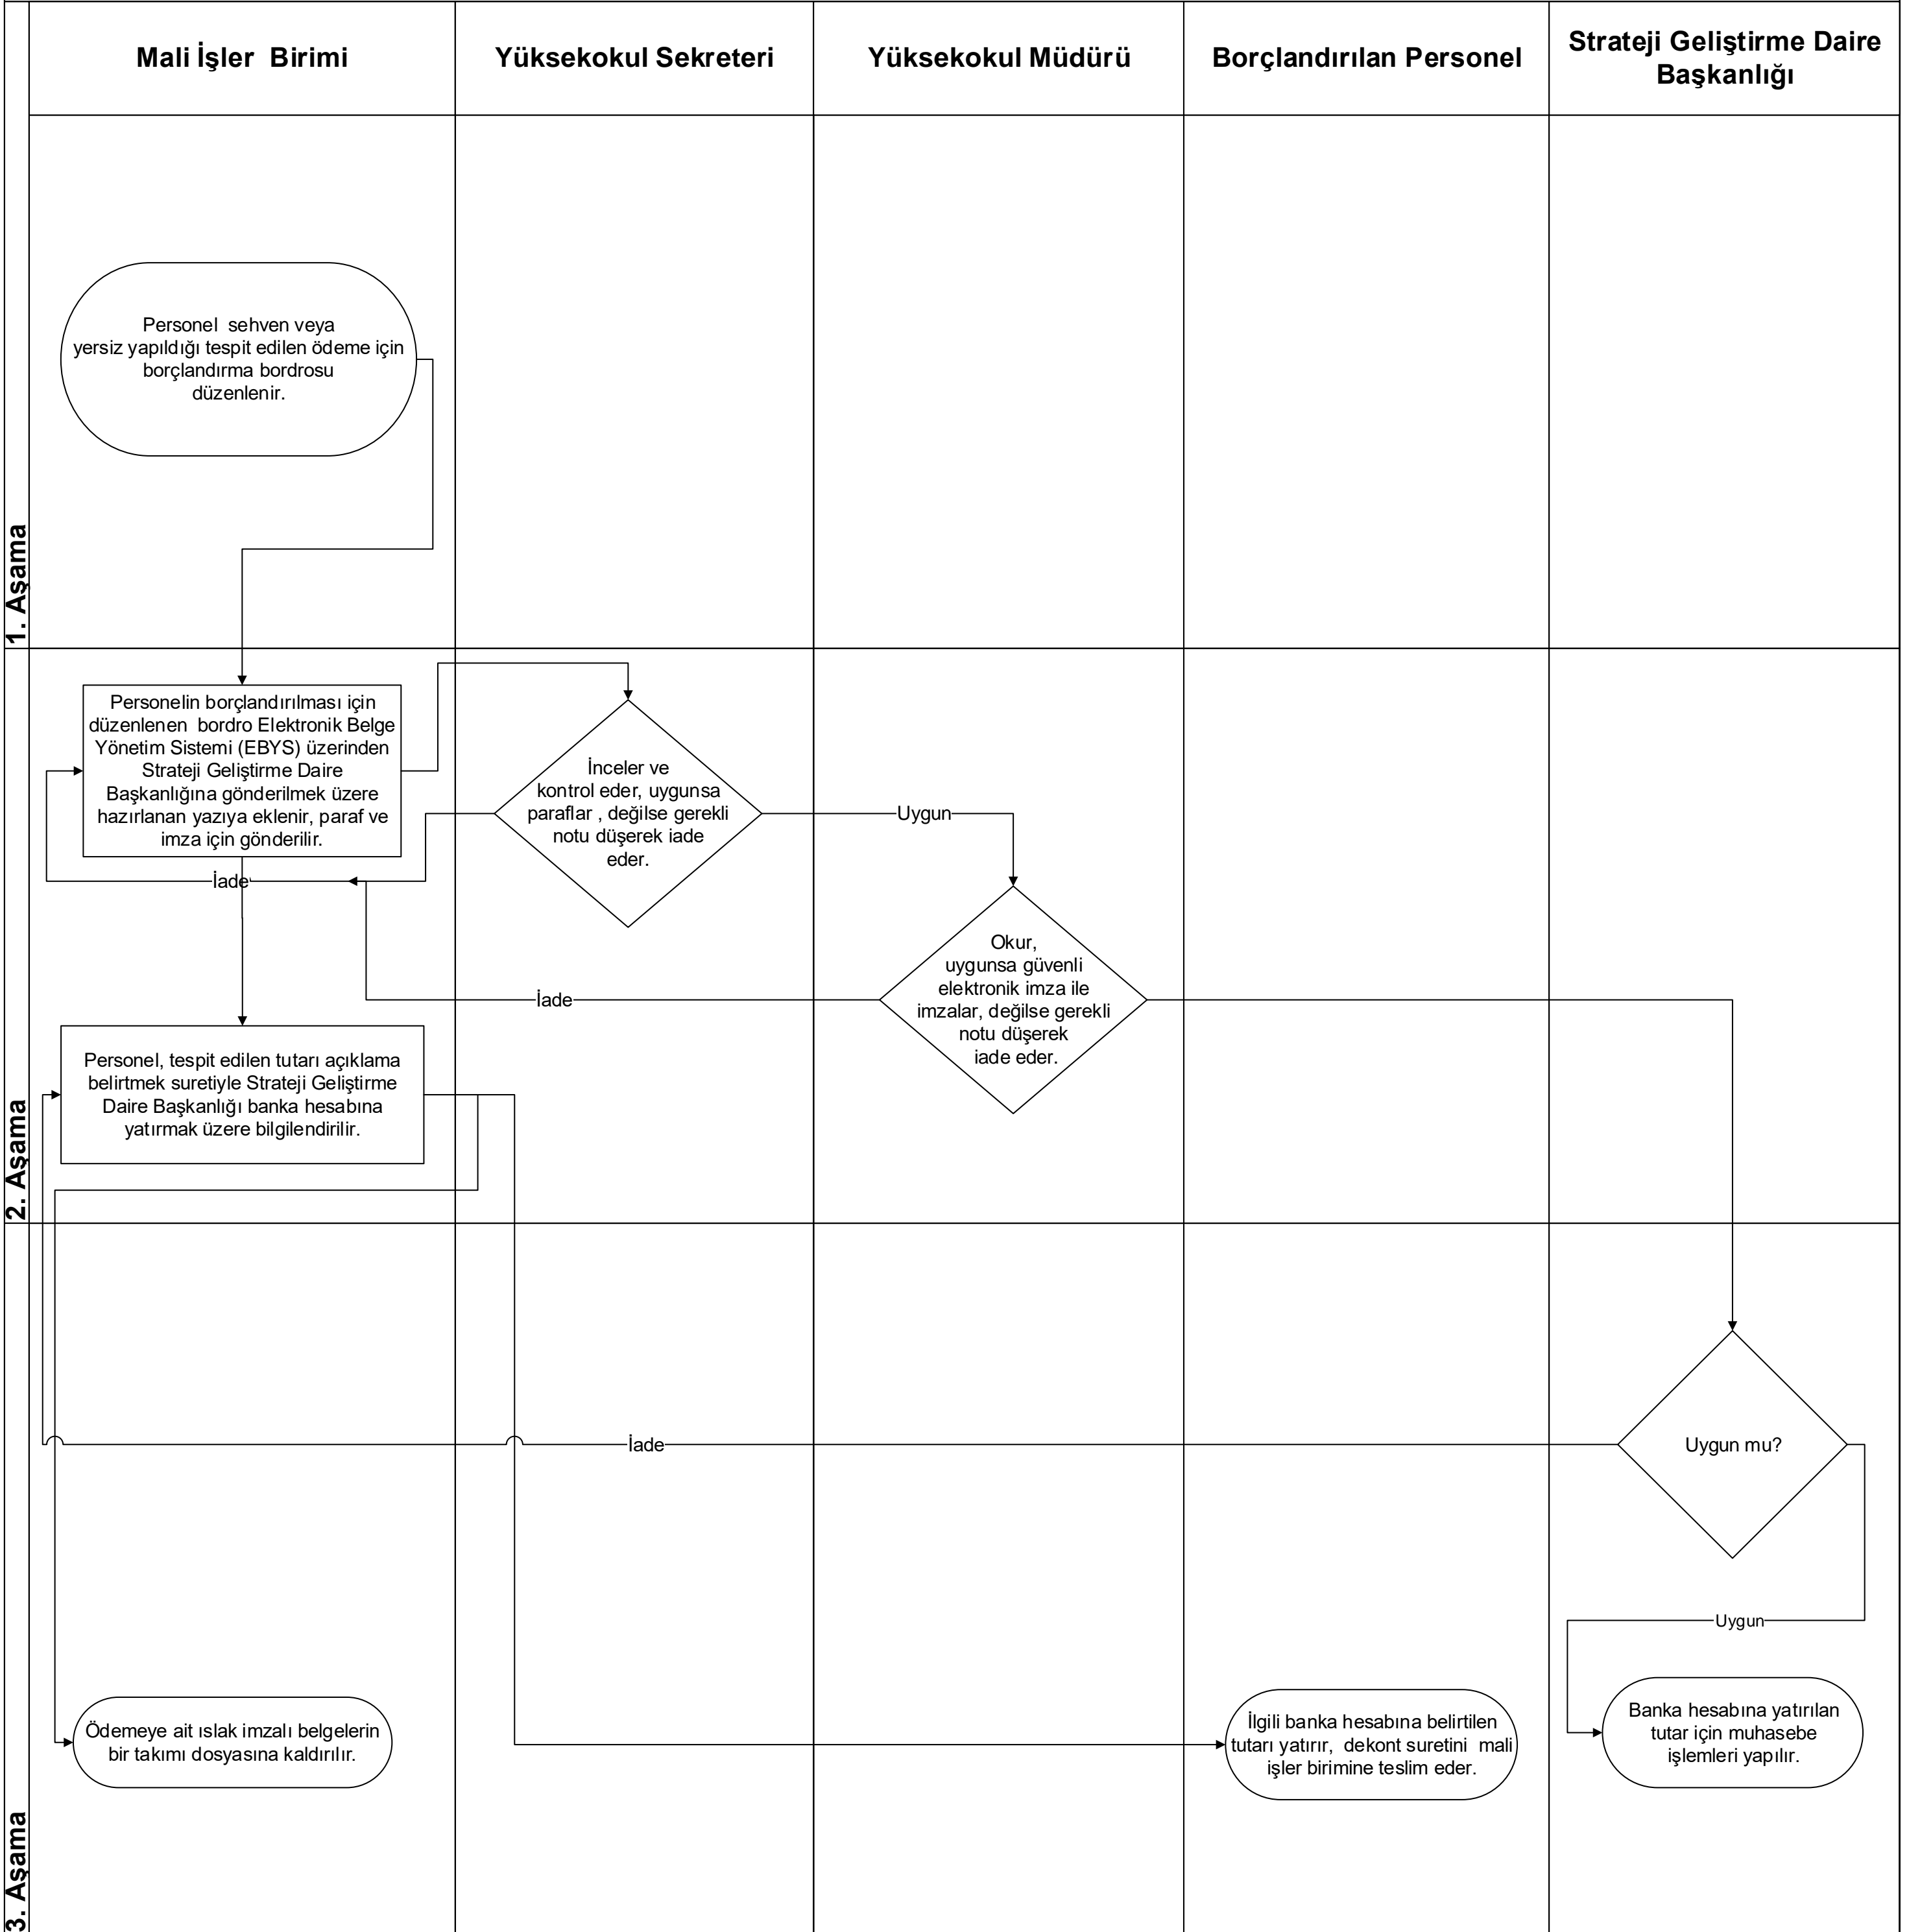 Mali İşler  Birimi
Yüksekokul Sekreteri
Yüksekokul Müdürü
Borçlandırılan Personel
Strateji Geliştirme Daire
Başkanlığı
1. Aşama
Personel  sehven veya
yersiz yapıldığı tespit edilen ödeme için
borçlandırma bordrosu
düzenlenir.
2. Aşama
Personelin borçlandırılması için
düzenlenen  bordro Elektronik Belge
Yönetim Sistemi (EBYS) üzerinden
Strateji Geliştirme Daire
Başkanlığına gönderilmek üzere
hazırlanan yazıya eklenir, paraf ve
imza için gönderilir.
İnceler ve
kontrol eder, uygunsa
paraflar , değilse gerekli
notu düşerek iade
eder.
Uygun
İade
Okur,
uygunsa güvenli
elektronik imza ile
imzalar, değilse gerekli
notu düşerek
iade eder.
İade
Personel, tespit edilen tutarı açıklama
belirtmek suretiyle Strateji Geliştirme
Daire Başkanlığı banka hesabına
yatırmak üzere bilgilendirilir.
3. Aşama
Uygun mu?
İade
Uygun
Ödemeye ait ıslak imzalı belgelerin
bir takımı dosyasına kaldırılır.
İlgili banka hesabına belirtilen
tutarı yatırır,  dekont suretini  mali
işler birimine teslim eder.
Banka hesabına yatırılan
tutar için muhasebe
işlemleri yapılır.